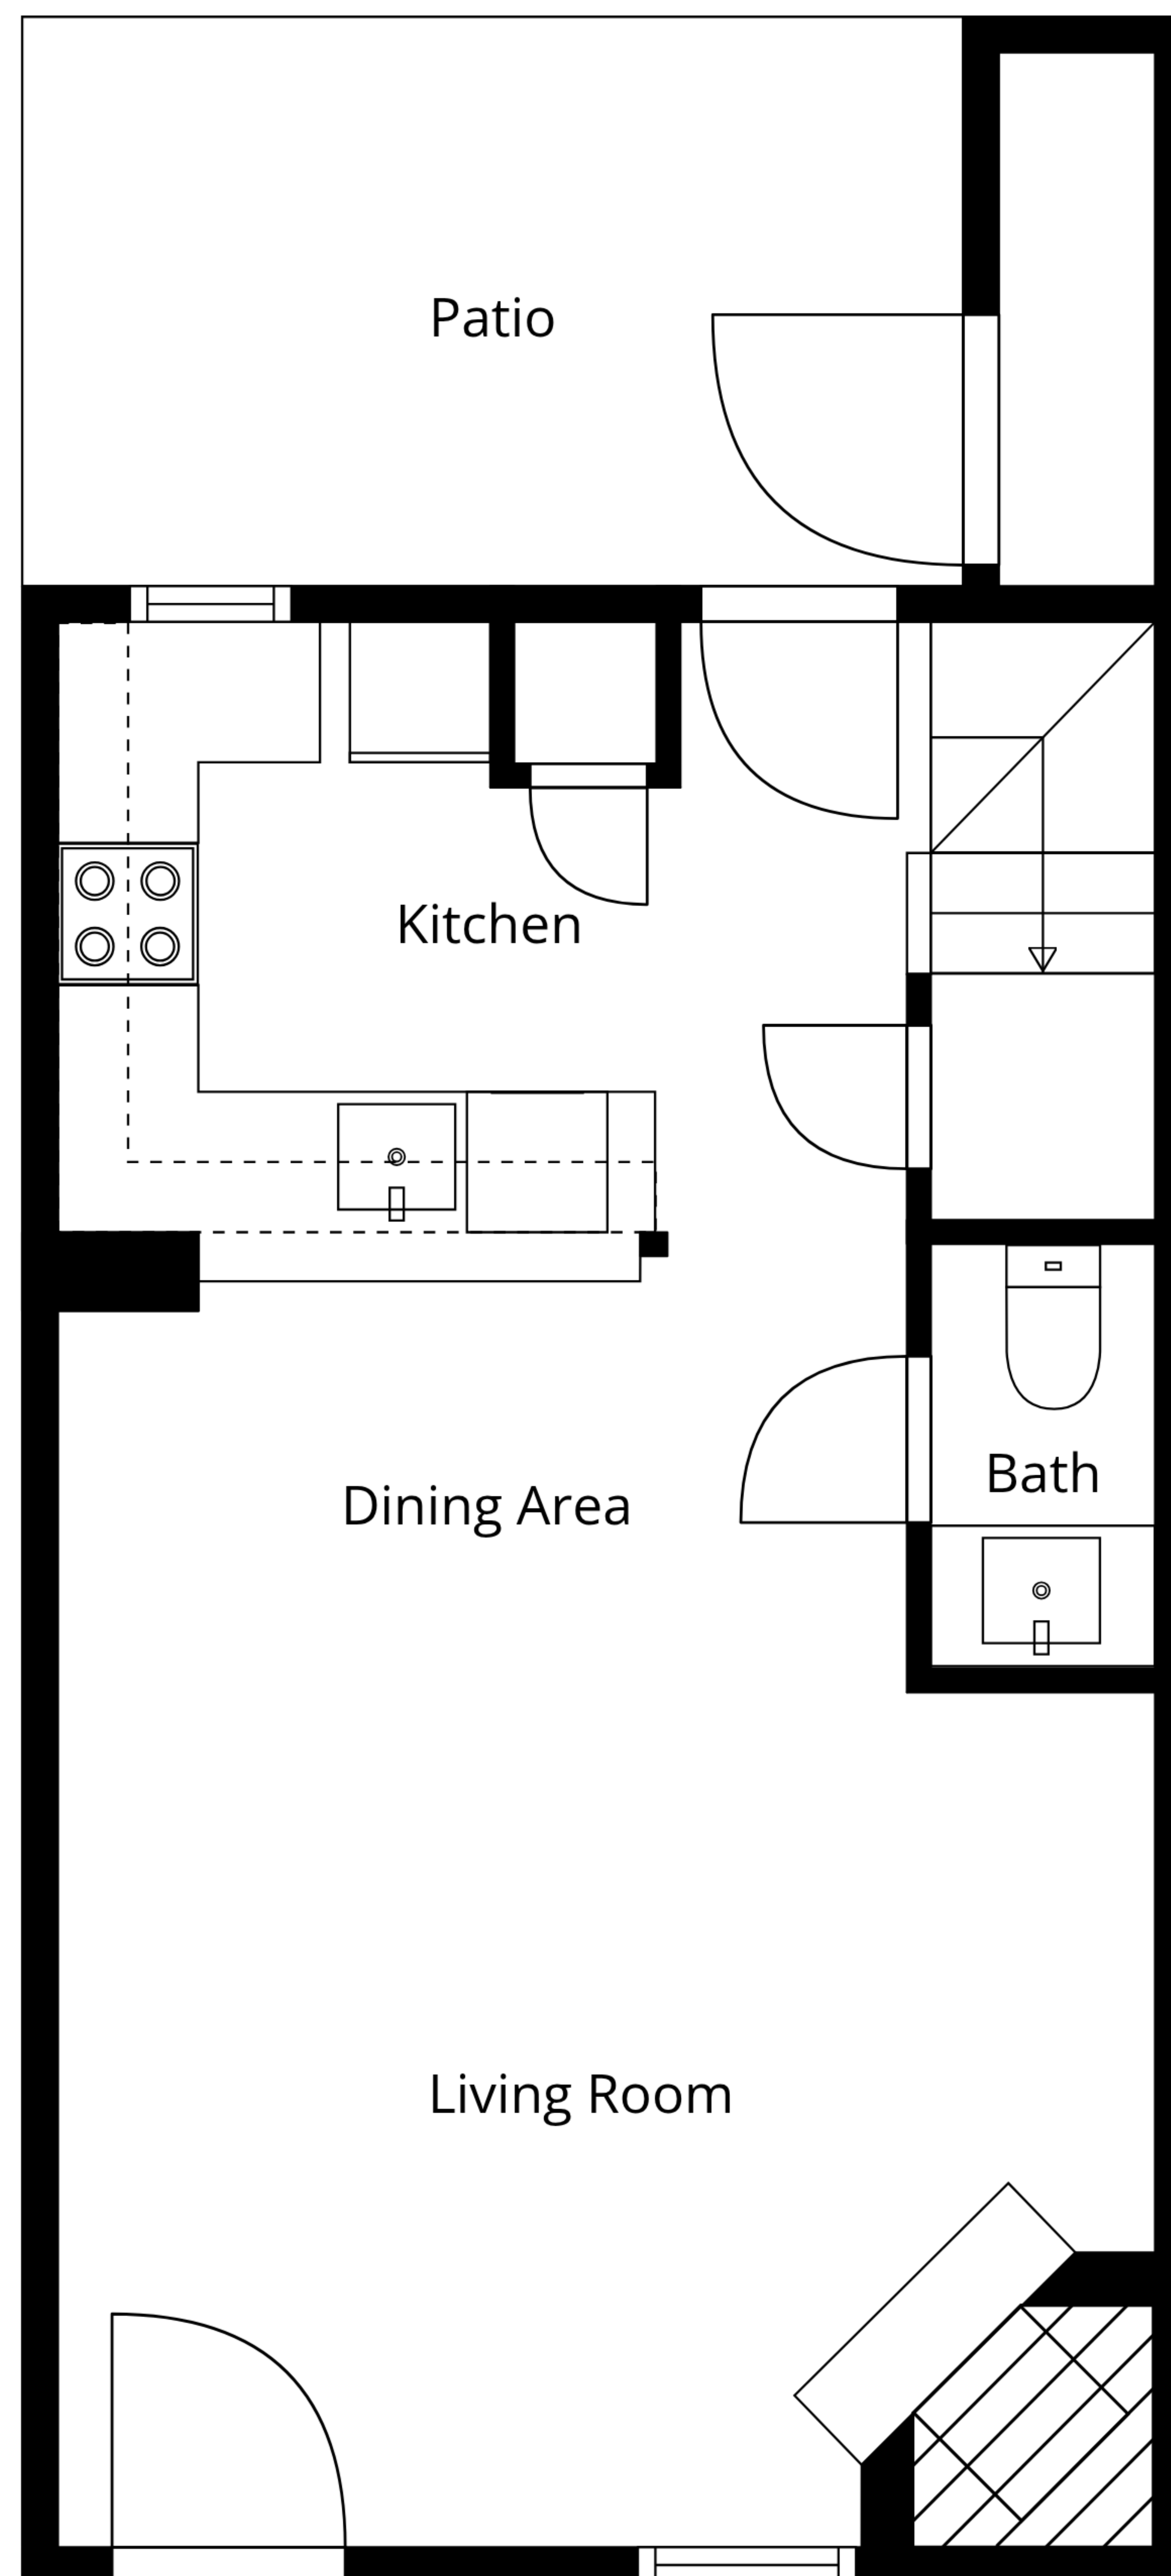 Patio
Kitchen
Dining Area
Bath
Living Room